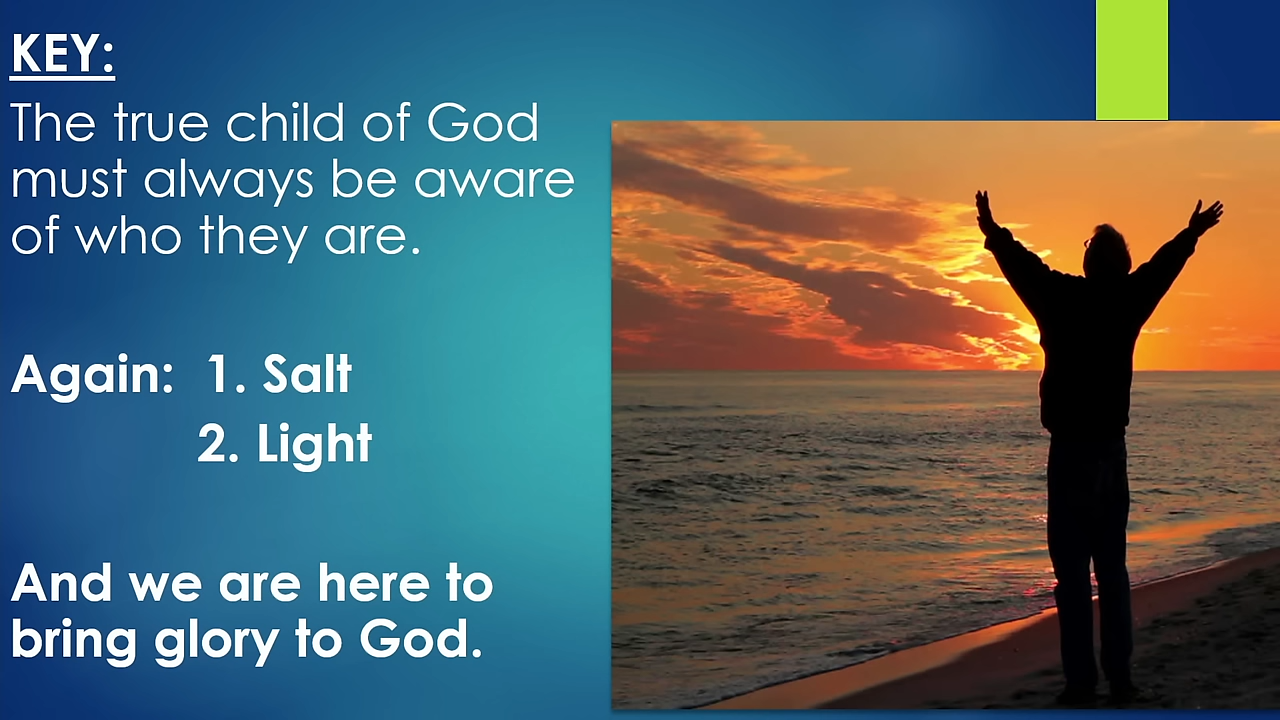 KEY:
The true child of God
must always be aware
of who they are.
Again: 1. Salt
2. Light
And we are here to
bring glory to God.